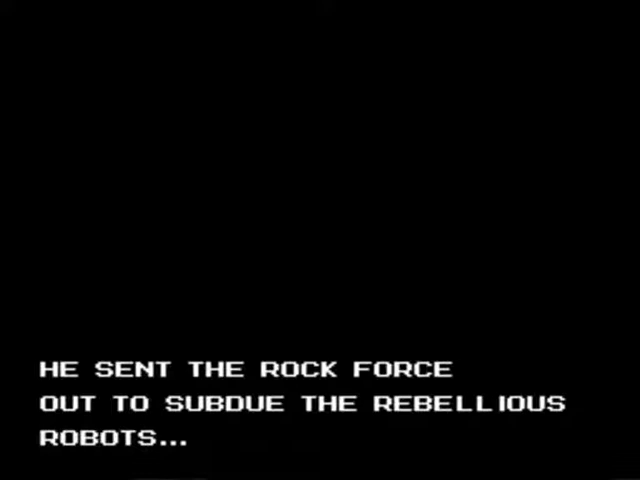 HE SENT THE ROCK FORCE
OUT TO SUBDUE THE REBELLIOUS
ROBOTS...